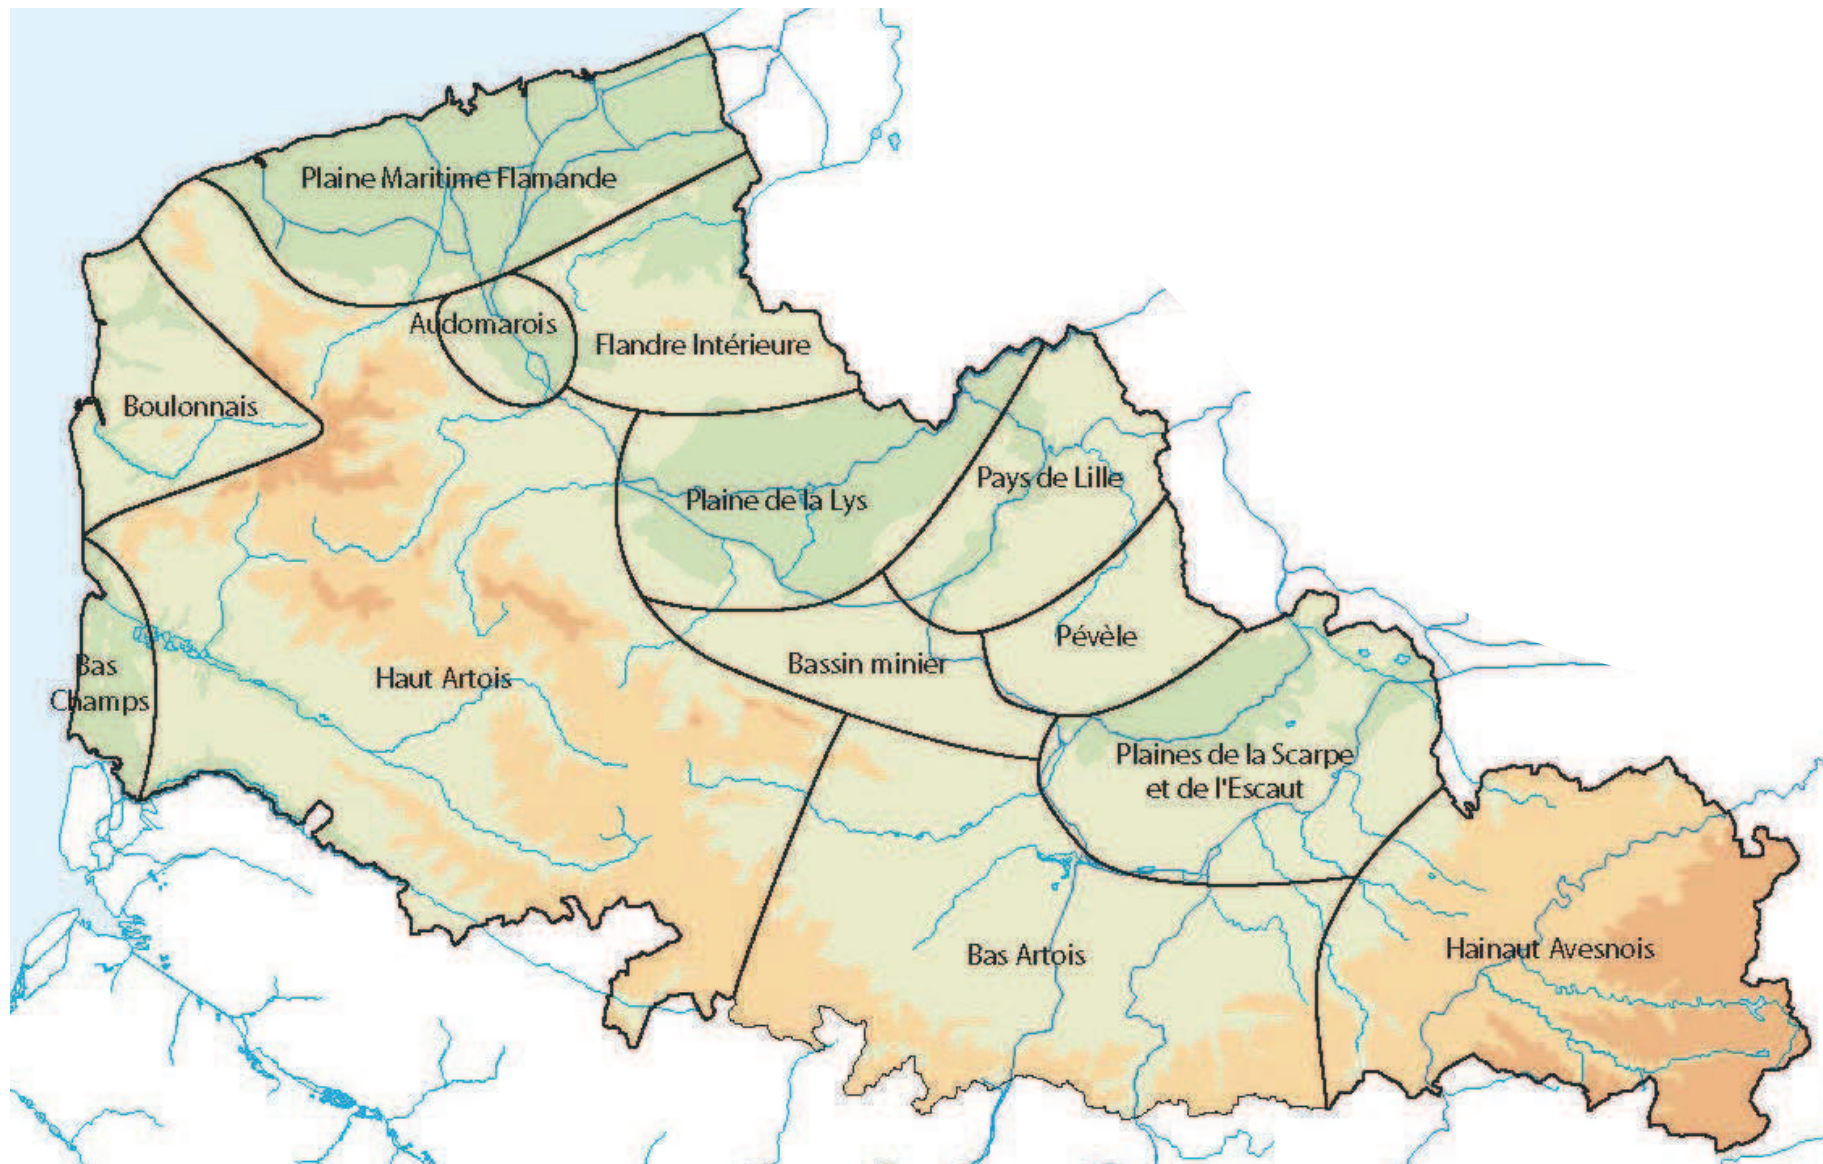 Plaine Maritime Flamande
Audomarois
Flandre Intérieure
Boulonnais
Plaine de la Lys
Pays de Lille
Pévèle
Bassin minier
Bas
Champs
Haut Artois
Plaines de la Scarpe
et de l'Escaut
Bas Artois
Hainaut Avesnois